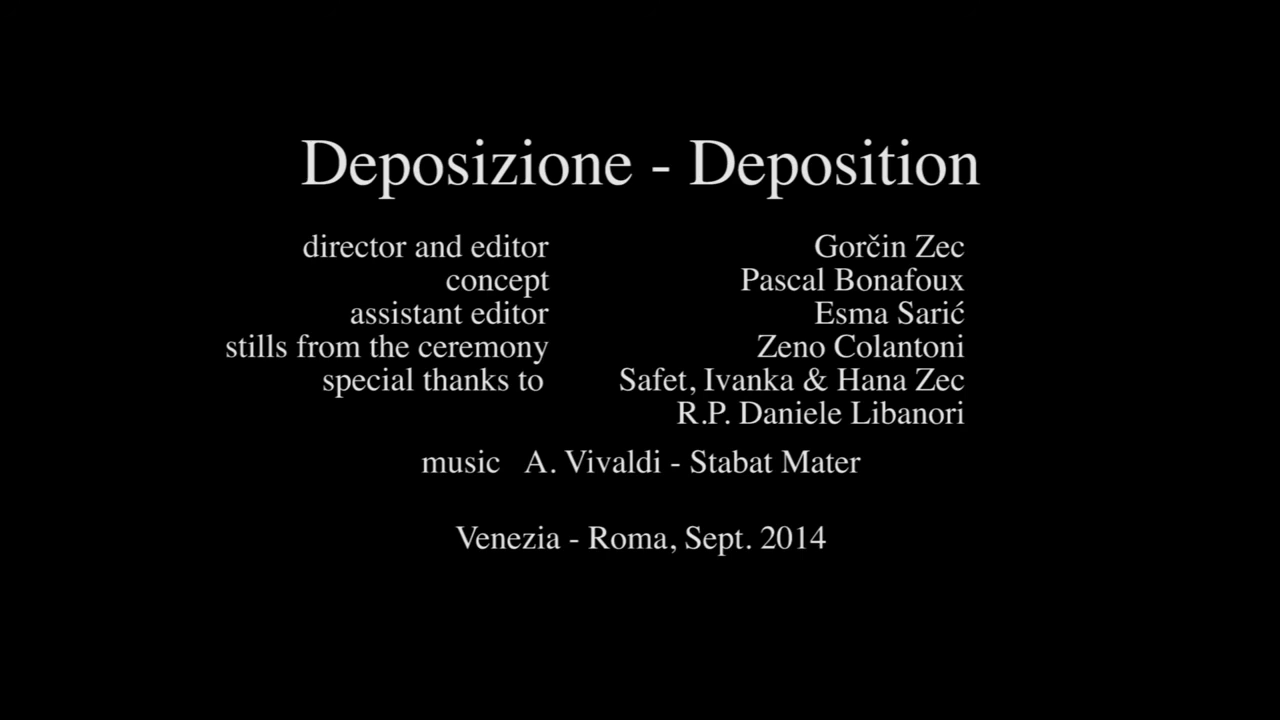 Deposizione - Deposition
director and editor Gorčin Zec
concept Pascal Bonafoux
assistant editor Esma Sarić
stills from the ceremony Zeno Colantoni
special thanks to Safet, Ivanka & Hana Zec
R.P. Daniele Libanori
music A. Vivaldi - Stabat Mater
Venezia - Roma, Sept. 2014